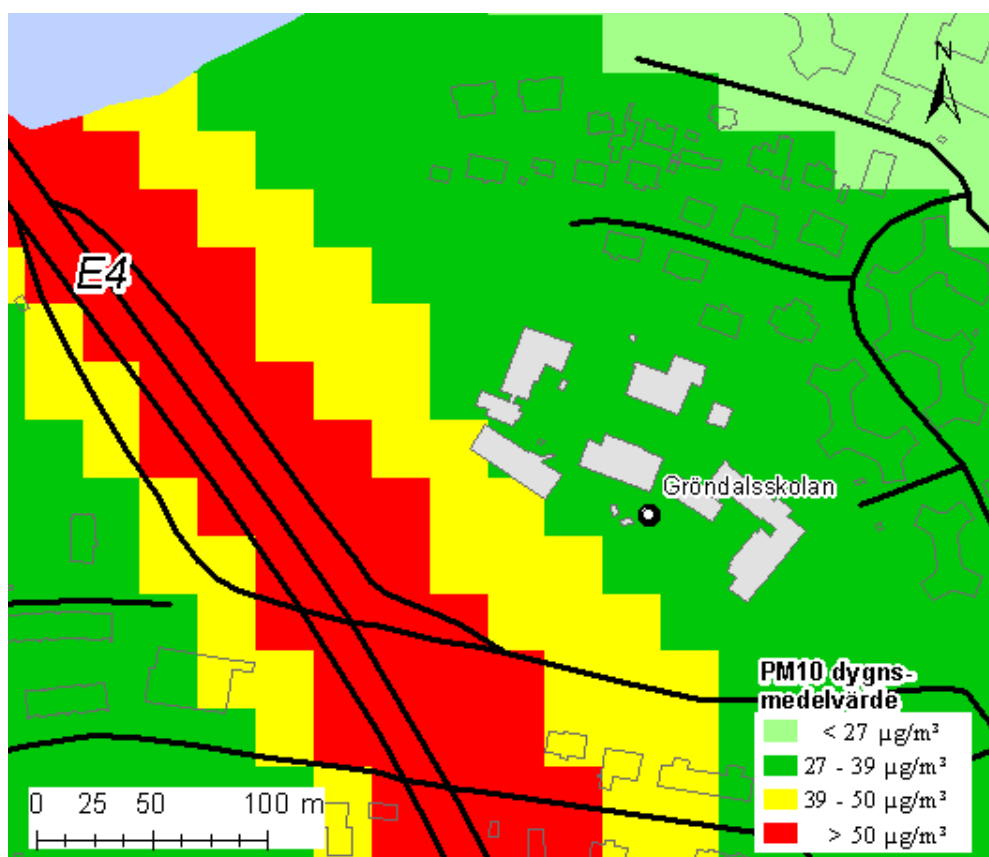 N
E4
Gröndalsskolan
PM10 dygns-
medelvärde
< 27 µg/m³
27 - 39 µg/m³
39 - 50 µg/m³
> 50 µg/m³
0 25 50 100 m